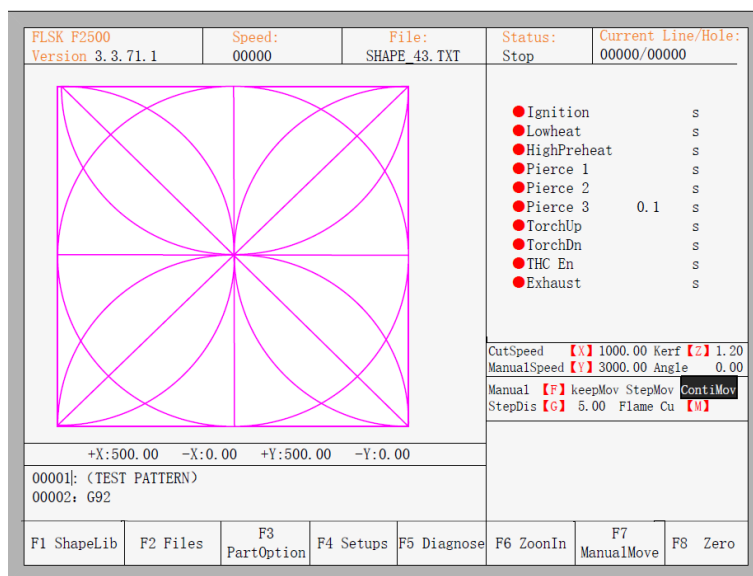 FLSK F2500 Speed: File: Status: Current Line/Hole:
Version 3.3.71.1 00000 SHAPE_43.TXT Stop 00000/00000
Ignition s
Lowheat s
HighPreheat s
Pierce 1 s
Pierce 2 s
Pierce 3 0.1 s
TorchUp s
TorchDn s
THC En s
Exhaust s
CutSpeed 【X】 1000.00 Kerf 【Z】 1.20
ManualSpeed 【Y】 3000.00 Angle 0.00
Manual 【F】 keepMov StepMov ContiMov
StepDis 【G】 5.00 Flame Cu 【M】
+X:500.00 -X:0.00 +Y:500.00 -Y:0.00
00001: (TEST PATTERN)
00002: G92
F1 ShapeLib F2 Files F3 PartOption F4 Setups F5 Diagnose F6 ZoonIn F7 ManualMove F8 Zero